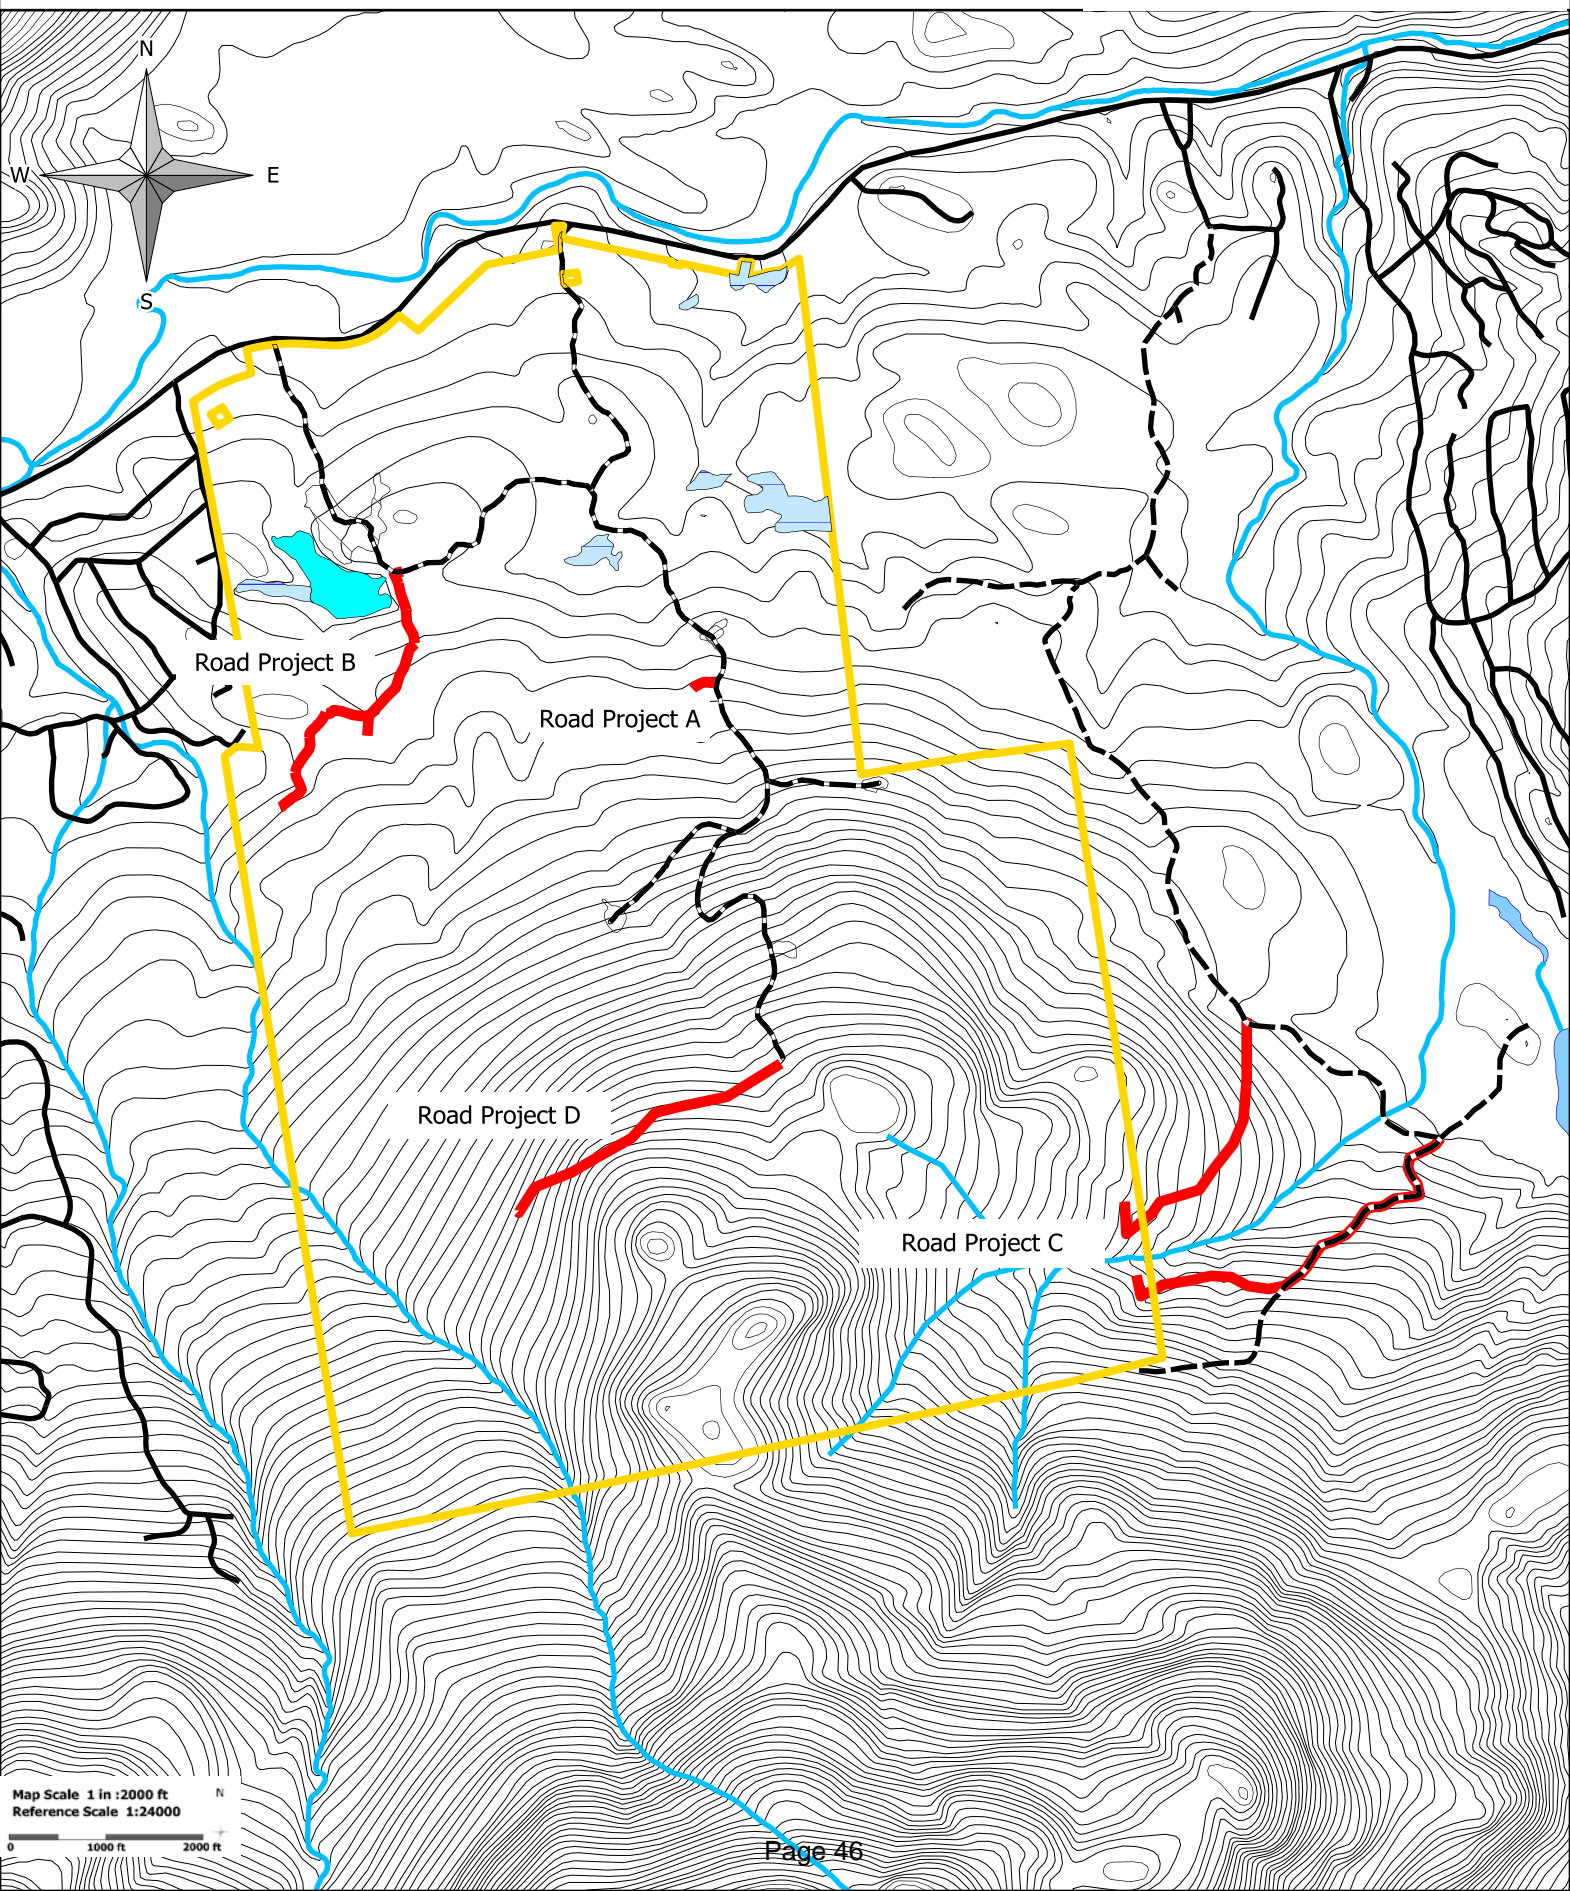 N
W
E
S
Road Project B
Road Project A
Road Project D
Road Project C
Map Scale 1 in :2000 ft
N
Reference Scale 1:24000
0 1000 ft 2000 ft
Page 46